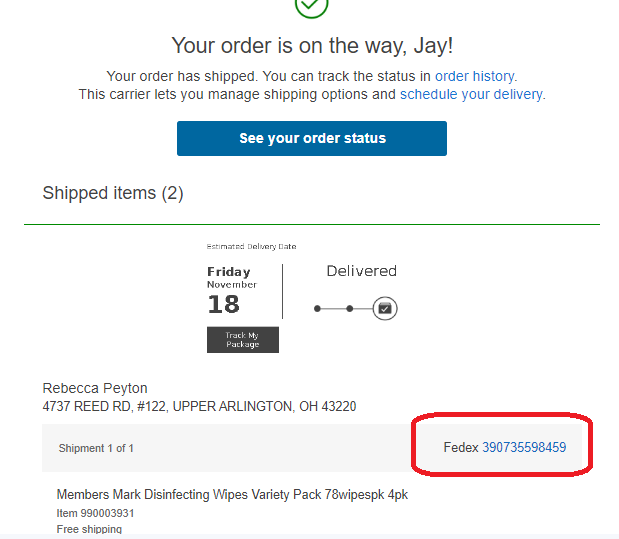 Your order is on the way, Jay!
Your order has shipped. You can track the status in order history.
This carrier lets you manage shipping options and schedule your delivery.
See your order status
Shipped items (2)
Estimated Delivery Date
Friday
November
18
Delivered
Track My
Package
Rebecca Peyton
4737 REED RD, #122, UPPER ARLINGTON, OH 43220
Shipment 1 of 1
Fedex 390735598459
Members Mark Disinfecting Wipes Variety Pack 78wipespk 4pk
Item 990003931
Free shipping